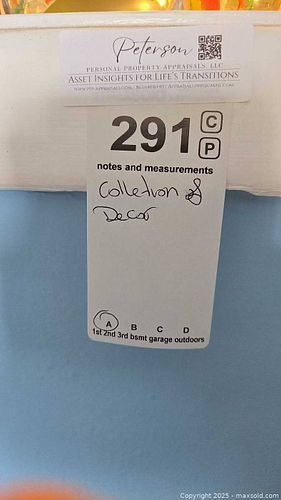 Peterson
PERSONAL PROPERTY APPRAISALS, LLC
ASSET INSIGHTS FOR LIFE'S TRANSITIONS
291 C
P
notes and measurements
Colletion of
Decor
A B C D
1st 2nd 3rd bsmt garage outdoors
Copyright © 2025 - maxsold.com